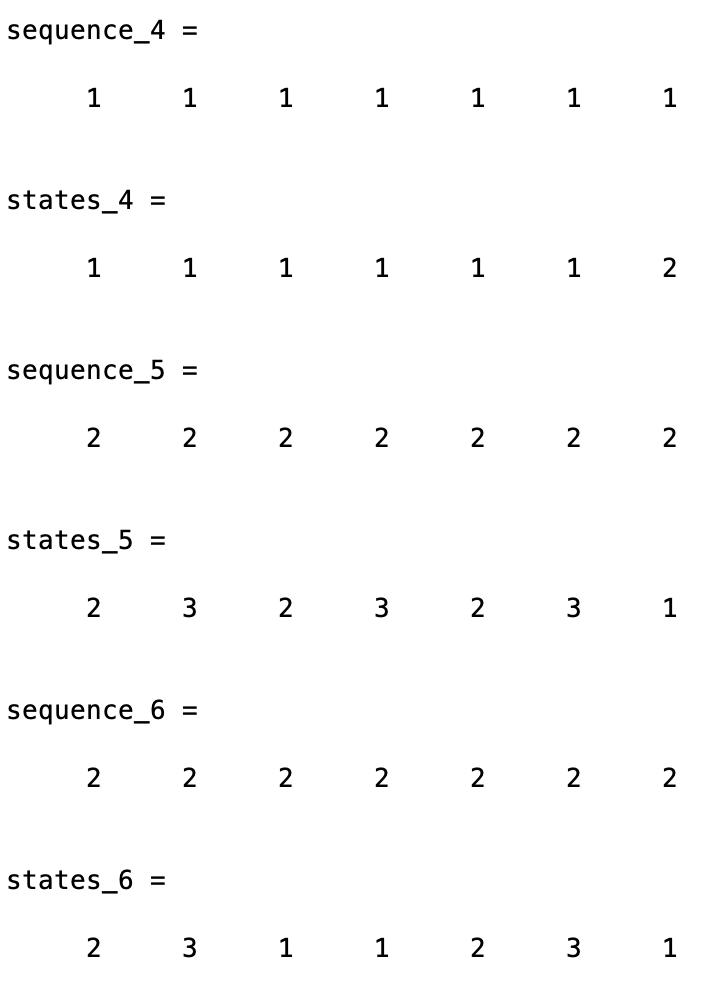 sequence_4 =
1 1 1 1 1 1 1
states_4 =
1 1 1 1 1 1 2
sequence_5 =
2 2 2 2 2 2 2
states_5 =
2 3 2 3 2 3 1
sequence_6 =
2 2 2 2 2 2 2
states_6 =
2 3 1 1 2 3 1